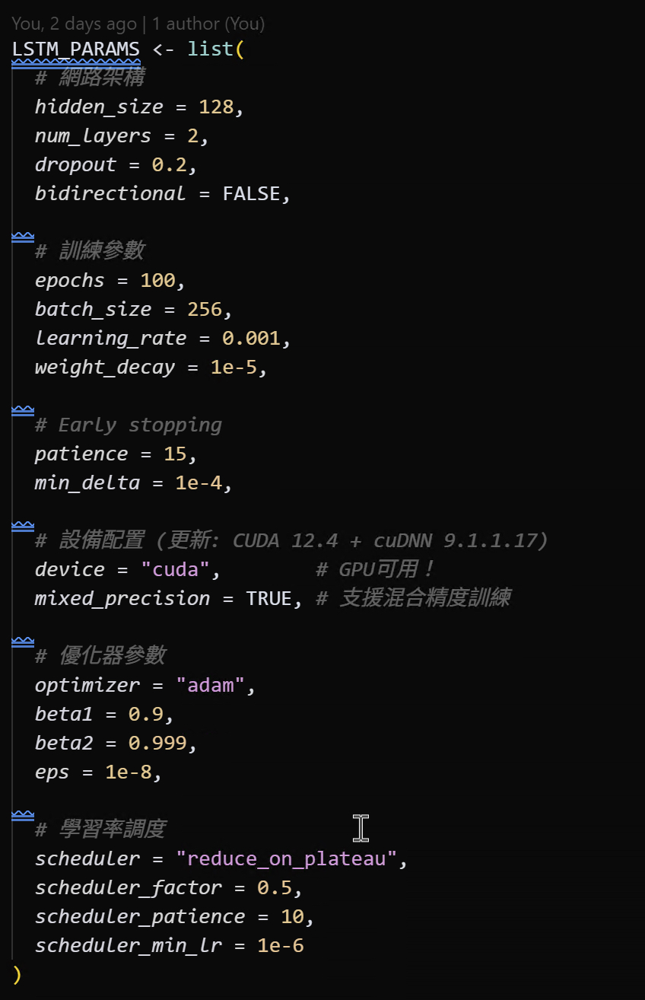 You, 2 days ago | 1 author (You)
LSTM_PARAMS <- list(
# 網路架構
hidden_size = 128,
num_layers = 2,
dropout = 0.2,
bidirectional = FALSE,
# 訓練參數
epochs = 100,
batch_size = 256,
learning_rate = 0.001,
weight_decay = 1e-5,
# Early stopping
patience = 15,
min_delta = 1e-4,
# 設備配置 (更新: CUDA 12.4 + cuDNN 9.1.1.17)
device = "cuda", # GPU可用！
mixed_precision = TRUE, # 支援混合精度訓練
# 優化器參數
optimizer = "adam",
beta1 = 0.9,
beta2 = 0.999,
eps = 1e-8,
# 學習率調度
scheduler = "reduce_on_plateau",
scheduler_factor = 0.5,
scheduler_patience = 10,
scheduler_min_lr = 1e-6
)